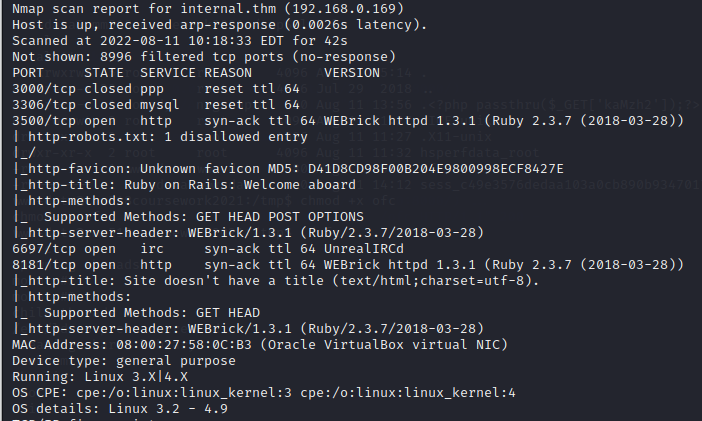 Nmap scan report for internal.thm (192.168.0.169)
Host is up, received arp-response (0.0026s latency).
Scanned at 2022-08-11 10:18:33 EDT for 42s
Not shown: 8996 filtered tcp ports (no-response)
PORT     STATE  SERVICE REASON         VERSION
3000/tcp closed ppp     reset ttl 64
3306/tcp closed mysql   reset ttl 64
3500/tcp open   http    syn-ack ttl 64 WEBrick httpd 1.3.1 (Ruby 2.3.7 (2018-03-28))
| http-robots.txt: 1 disallowed entry
|_/
|_http-favicon: Unknown favicon MD5: D41D8CD98F00B204E9800998ECF8427E
|_http-title: Ruby on Rails: Welcome aboard
| http-methods:
|_  Supported Methods: GET HEAD POST OPTIONS
|_http-server-header: WEBrick/1.3.1 (Ruby/2.3.7/2018-03-28)
6697/tcp open   irc     syn-ack ttl 64 UnrealIRCd
8181/tcp open   http    syn-ack ttl 64 WEBrick httpd 1.3.1 (Ruby 2.3.7 (2018-03-28))
|_http-title: Site doesn't have a title (text/html;charset=utf-8).
| http-methods:
|_  Supported Methods: GET HEAD
|_http-server-header: WEBrick/1.3.1 (Ruby/2.3.7/2018-03-28)
MAC Address: 08:00:27:58:0C:B3 (Oracle VirtualBox virtual NIC)
Device type: general purpose
Running: Linux 3.X|4.X
OS CPE: cpe:/o:linux:linux_kernel:3 cpe:/o:linux:linux_kernel:4
OS details: Linux 3.2 - 4.9